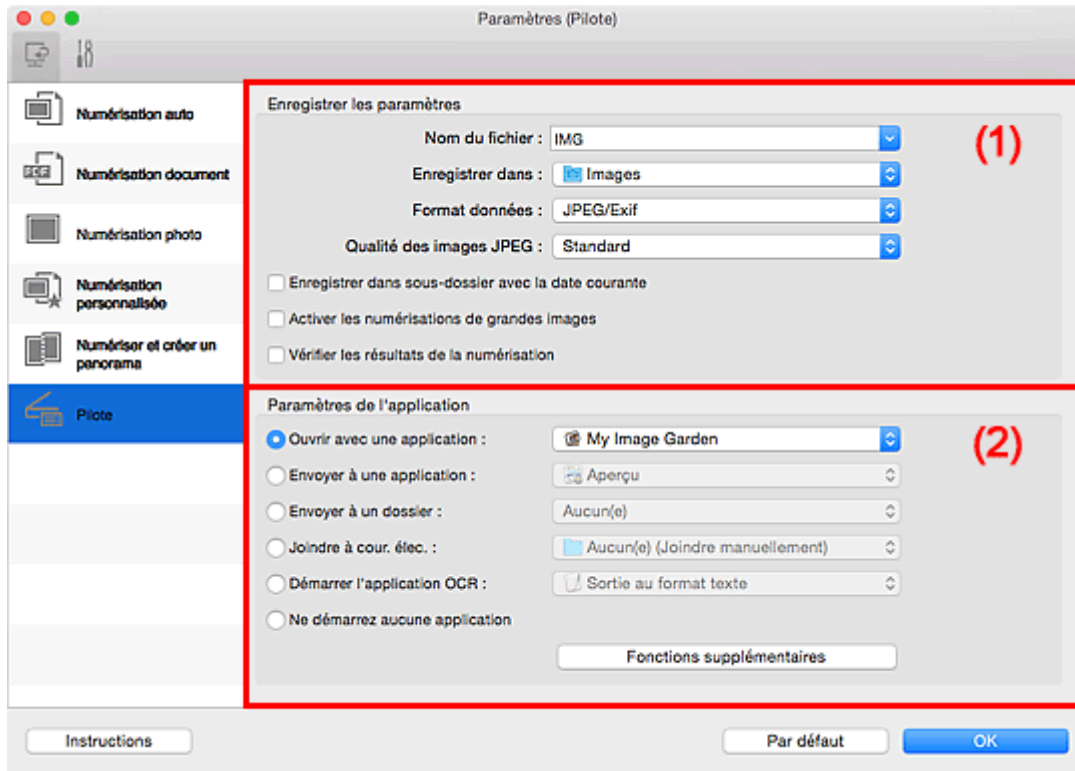 Paramètres (Pilote)
Numérisation auto
Numérisation document
Numérisation photo
Numérisation
personnalisée
Numériser et créer un
panorama
Pilote
Enregistrer les paramètres
(1)
Nom du fichier : IMG
Enregistrer dans : Images
Format données : JPEG/Exif
Qualité des images JPEG : Standard
Enregistrer dans sous-dossier avec la date courante
Activer les numérisations de grandes images
Vérifier les résultats de la numérisation
Paramètres de l'application
(2)
Ouvrir avec une application : My Image Garden
Envoyer à une application : Aperçu
Envoyer à un dossier : Aucun(e)
Joindre à cour. élec. : Aucun(e) (Joindre manuellement)
Démarrer l'application OCR : Sortie au format texte
Ne démarrez aucune application
Fonctions supplémentaires
Instructions
Par défaut
OK